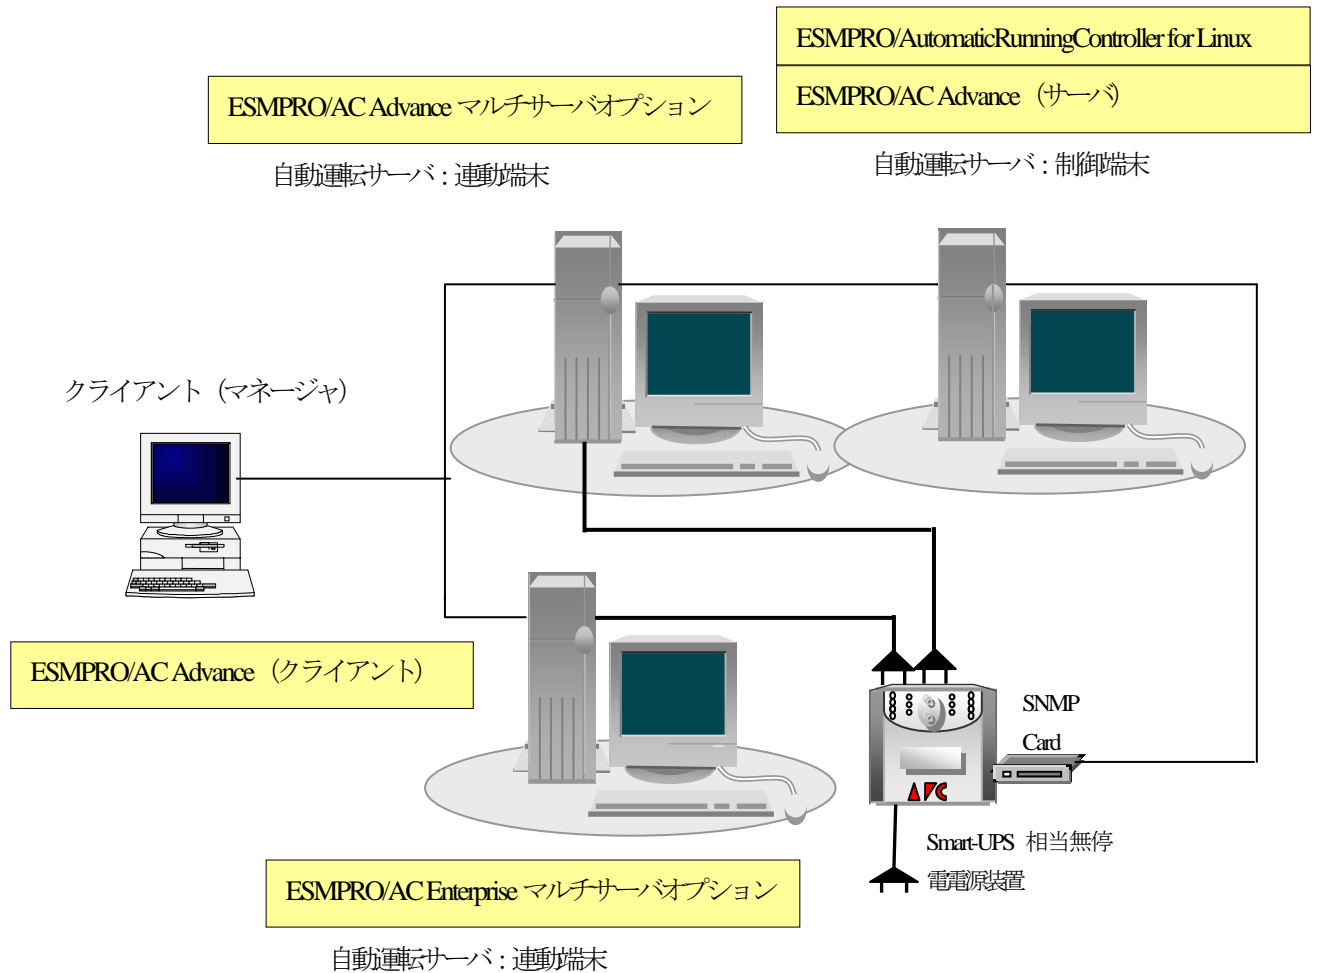 ESMPRO/AutomaticRunningController for Linux
ESMPRO/AC Advance (サーバ)
ESMPRO/AC Advance マルチサーバオプション
自動運転サーバ:制御端末
自動運転サーバ:連動端末
クライアント (マネージャ)
ESMPRO/AC Advance (クライアント)
SNMP
Card
APC
Smart-UPS 相当無停
電電源装置
ESMPRO/AC Enterprise マルチサーバオプション
自動運転サーバ:連動端末